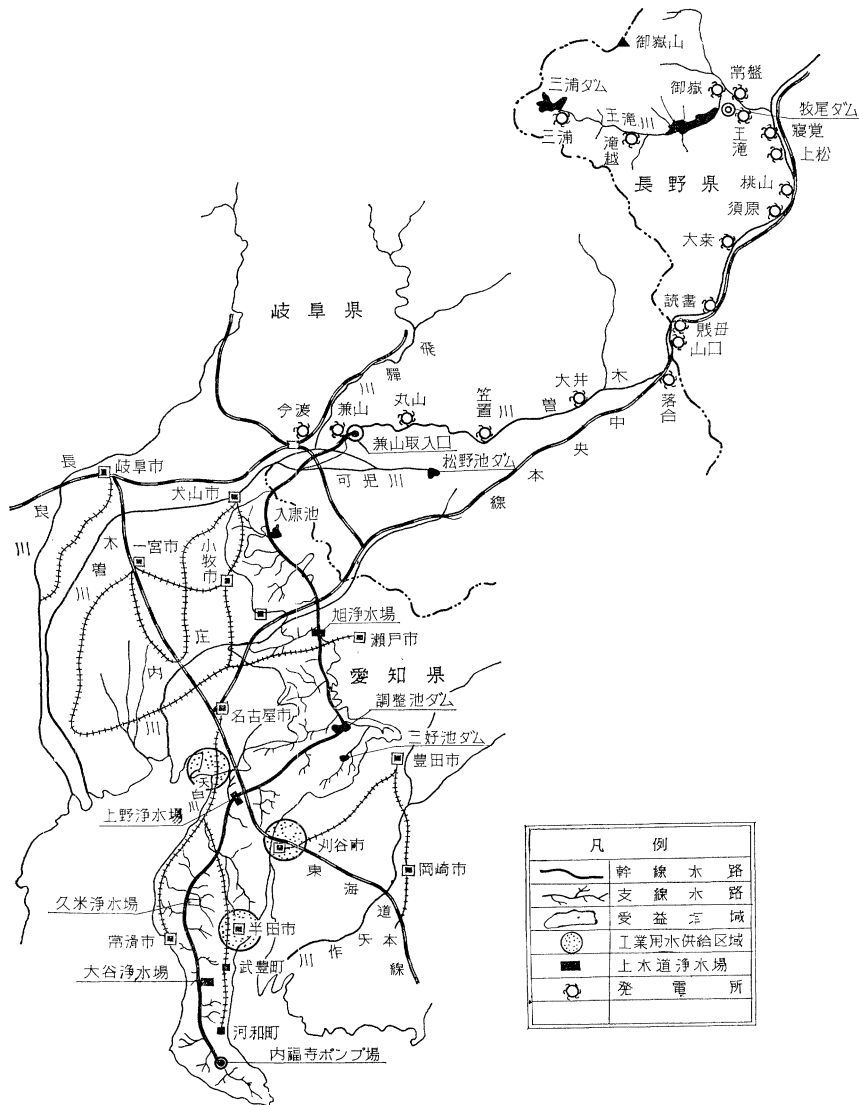 御嶽山
三浦ダム
御嶽
常盤
牧尾ダム
王滝川
三浦
滝越
王滝
寝覚
上松
長野県
桃山
須原
大桑
読書
賎母
山口
落合
岐阜県
飛騨川
木曽川
大井
笠置
丸山
兼山
今渡
兼山取入口
中央本線
松野池ダム
可児川
長良川
岐阜市
犬山市
入鹿池
木曽川
一宮市
小牧市
庄内川
旭浄水場
瀬戸市
愛知県
名古屋市
調整池ダム
三好池ダム
豊田市
天白川
上野浄水場
刈谷市
東海道本線
岡崎市
久米浄水場
半田市
矢作川
常滑市
武豊町
大谷浄水場
河和町
内福寺ポンプ場
凡例
幹線水路
支線水路
受益区域
工業用水供給区域
上水道浄水場
発電所